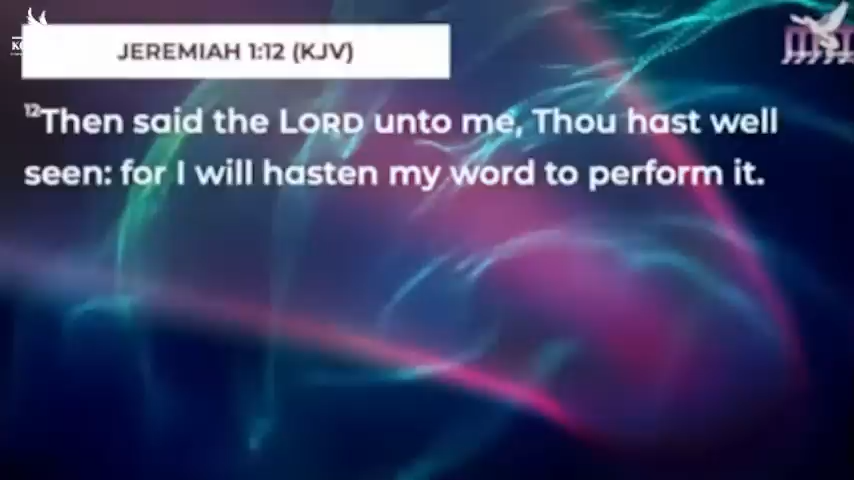 JEREMIAH 1:12 (KJV)
12Then said the LORD unto me, Thou hast well
seen: for I will hasten my word to perform it.